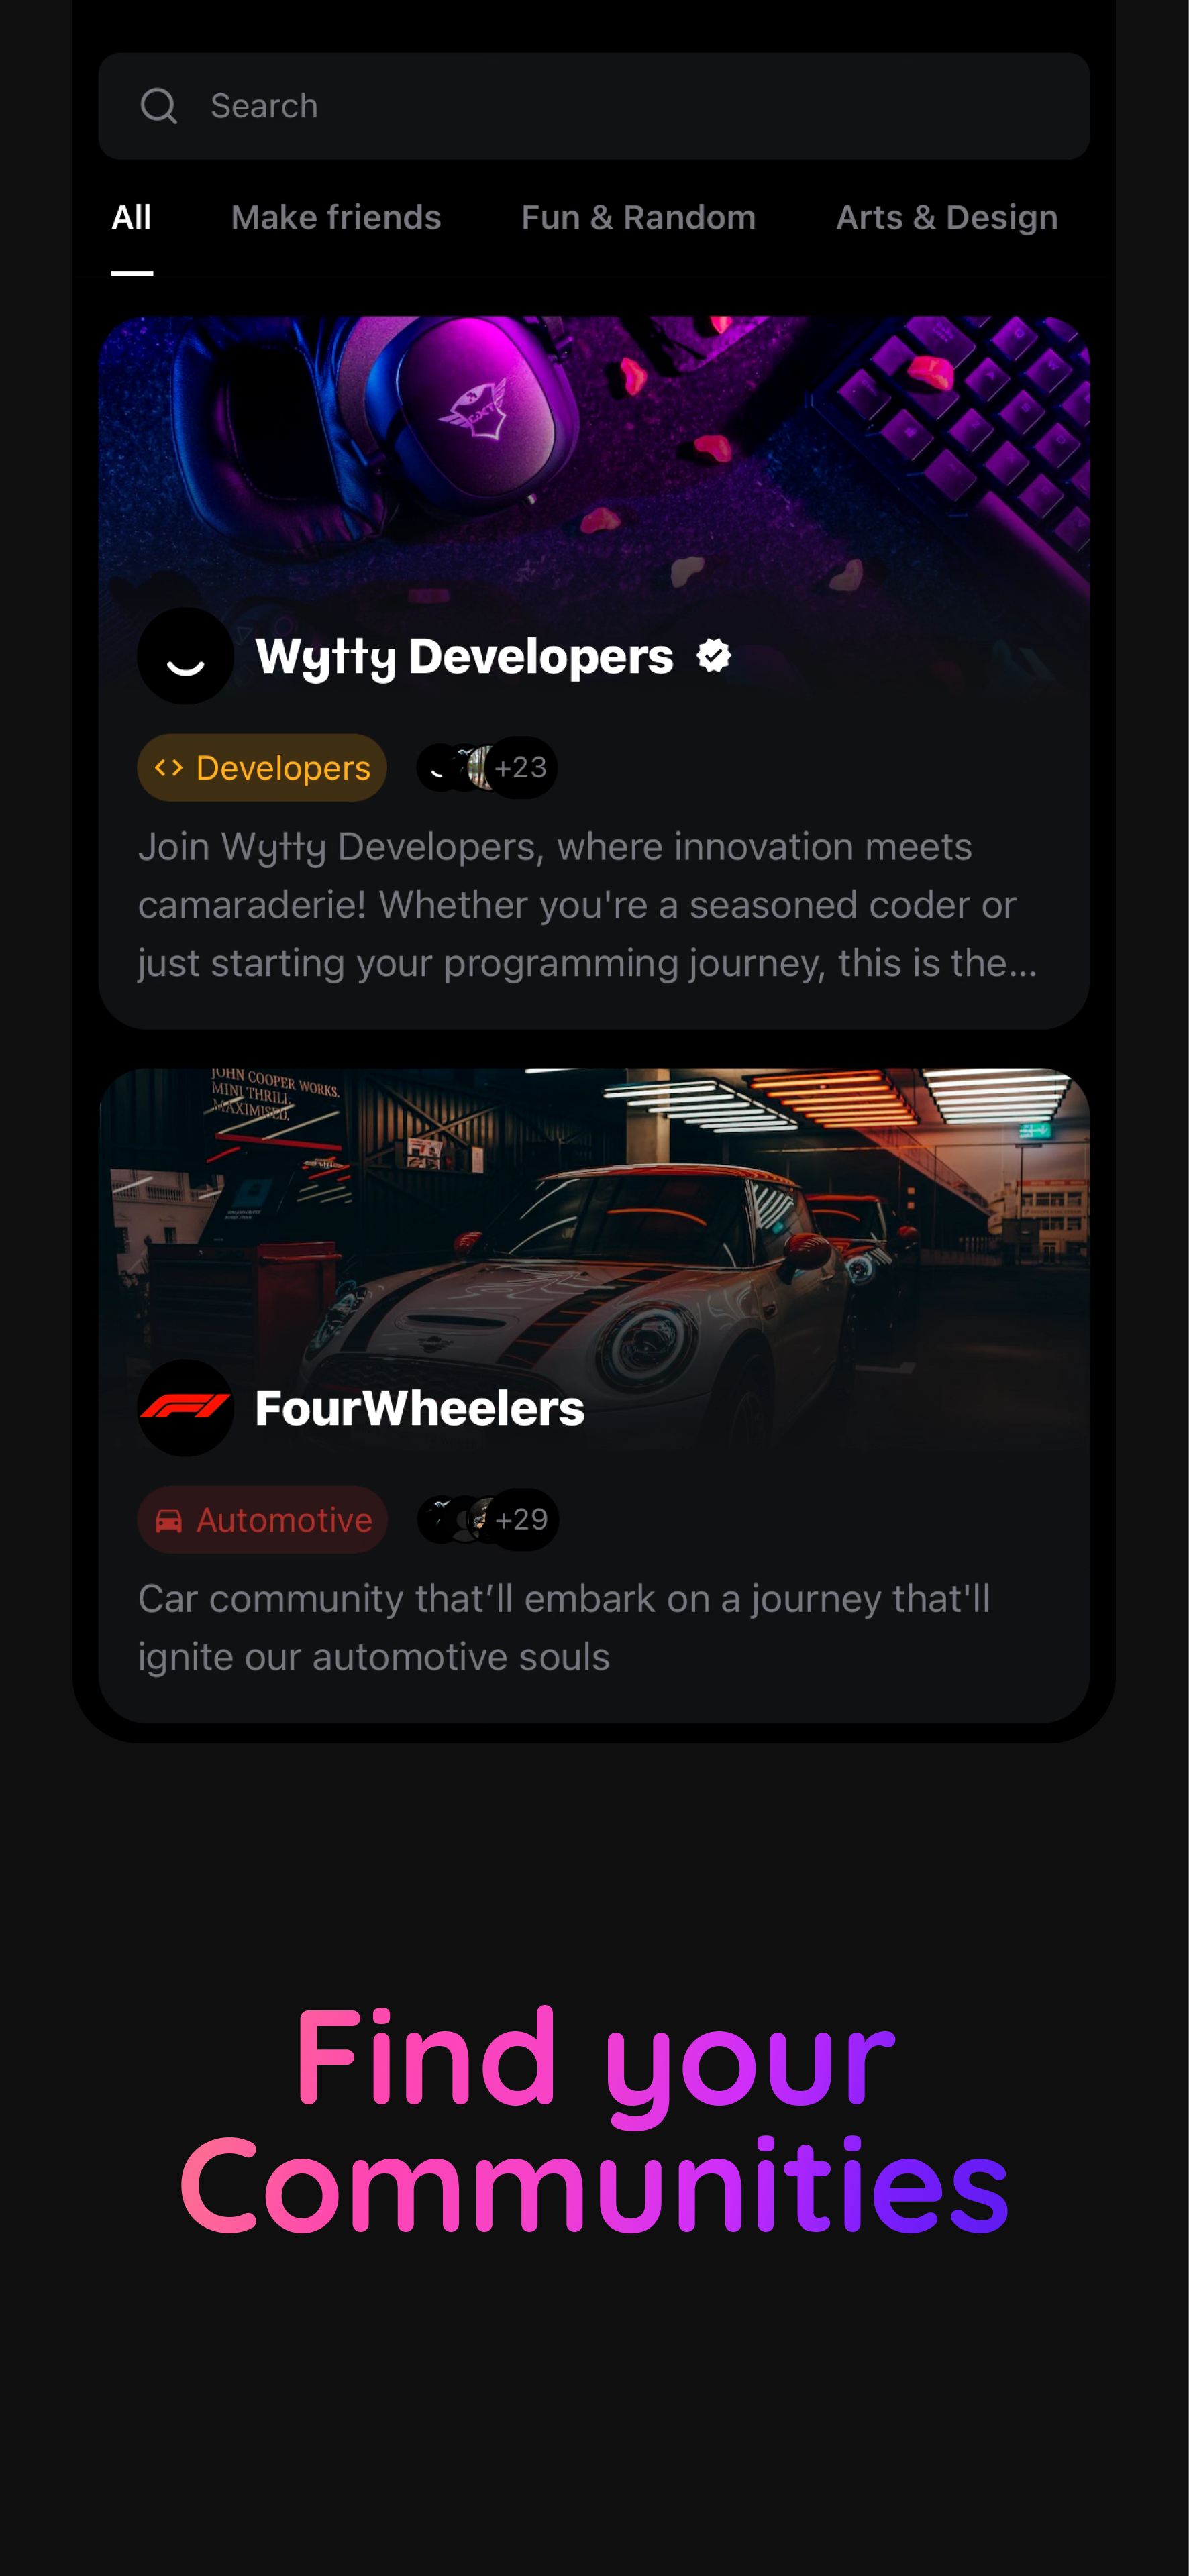 Search
All Make friends Fun & Random Arts & Design
GXT
Wytty Developers
Developers +23
Join Wytty Developers, where innovation meets
camaraderie! Whether you're a seasoned coder or
just starting your programming journey, this is the...
JOHN COOPER WORKS.
MINI THRILL
MAXIMISED.
FourWheelers
Automotive +29
Car community that’ll embark on a journey that'll
ignite our automotive souls
Find your
Communities